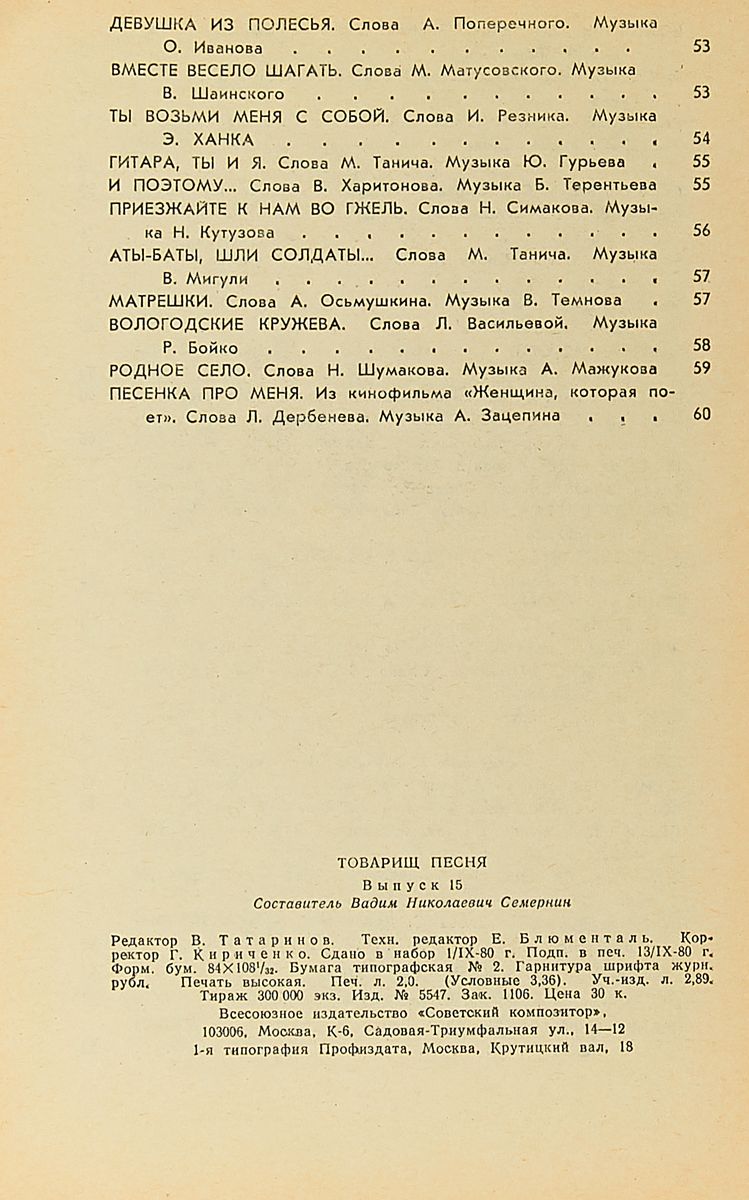 ДЕВУШКА ИЗ ПОЛЕСЬЯ. Слова А. Поперечного. Музыка
О. Иванова . . . . . . . . . . . 53
ВМЕСТЕ ВЕСЕЛО ШАГАТЬ. Слова М. Матусовского. Музыка
В. Шаинского . . . . . . . . . . 53
ТЫ ВОЗЬМИ МЕНЯ С СОБОЙ. Слова И. Резника. Музыка
Э. ХАНКА . . . . . . . . . . . 54
ГИТАРА, ТЫ И Я. Слова М. Танича. Музыка Ю. Гурьева . 55
И ПОЭТОМУ... Слова В. Харитонова. Музыка Б. Терентьева 55
ПРИЕЗЖАЙТЕ К НАМ ВО ГЖЕЛЬ. Слова Н. Симакова. Музы-
ка Н. Кутузова . . . . . . . . . . 56
АТЫ-БАТЫ, ШЛИ СОЛДАТЫ... Слова М. Танича. Музыка
В. Мигули . . . . . . . . . . . 57
МАТРЕШКИ. Слова А. Осьмушкина. Музыка В. Темнова . 57
ВОЛОГОДСКИЕ КРУЖЕВА. Слова Л. Васильевой. Музыка
Р. Бойко . . . . . . . . . . . 58
РОДНОЕ СЕЛО. Слова Н. Шумакова. Музыка А. Мажукова 59
ПЕСЕНКА ПРО МЕНЯ. Из кинофильма «Женщина, которая по-
ет». Слова Л. Дербенева. Музыка А. Зацепина . . . 60
ТОВАРИЩ ПЕСНЯ
Выпуск 15
Составитель Вадим Николаевич Семернин
Редактор В. Татаринов. Техн. редактор Е. Блюменталь. Кор-
ректор Г. Кириченко. Сдано в набор 1/IX-80 г. Подп. в печ. 13/IX-80 г.
Форм. бум. 84×108¹/₃₂. Бумага типографская № 2. Гарнитура шрифта журн.
рубл. Печать высокая. Печ. л. 2,0. (Условные 3,36). Уч.-изд. л. 2,89.
Тираж 300 000 экз. Изд. № 5547. Зак. 1106. Цена 30 к.
Всесоюзное издательство «Советский композитор»,
103006, Москва, К-6, Садовая-Триумфальная ул., 14—12
1-я типография Профиздата, Москва, Крутицкий вал, 18